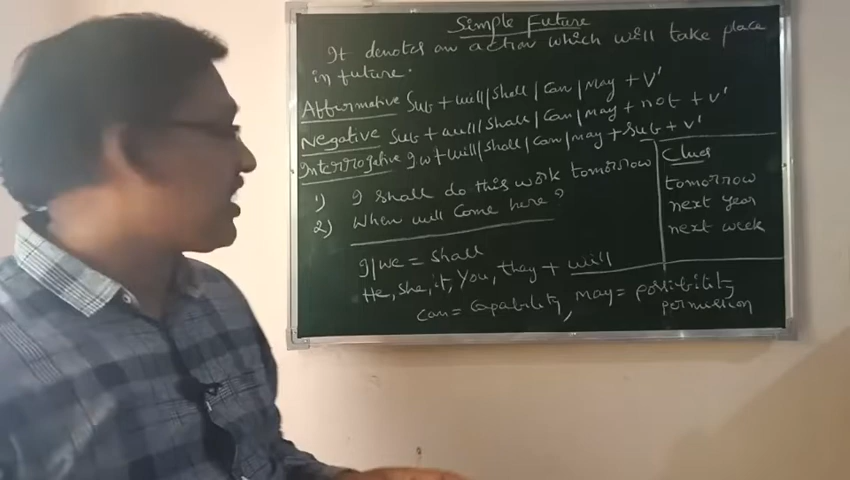 Simple Future
It denotes an action which will take place
in future.
Affirmative Sub + will/shall/can/may + V'
Negative Sub + will/shall/can/may + not + V'
Interrogative Iw + will/shall/can/may + sub + V'
1) I shall do this work tomorrow
2) When will come here?
Clues
tomorrow
next year
next week
I/we = shall
He, she, it, you, they + will
can = capability, may = possibility
permission